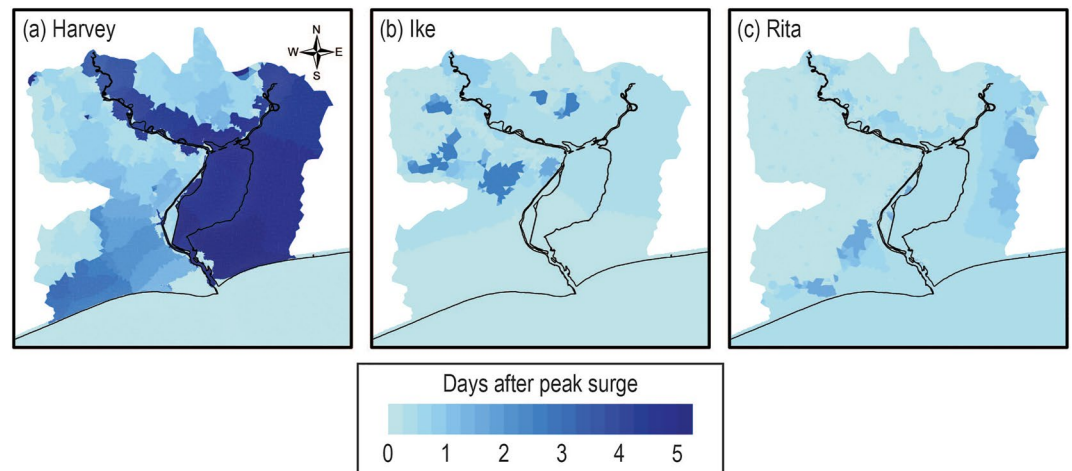 (a) Harvey
N
W E
S
(b) Ike
(c) Rita
Days after peak surge
0 1 2 3 4 5